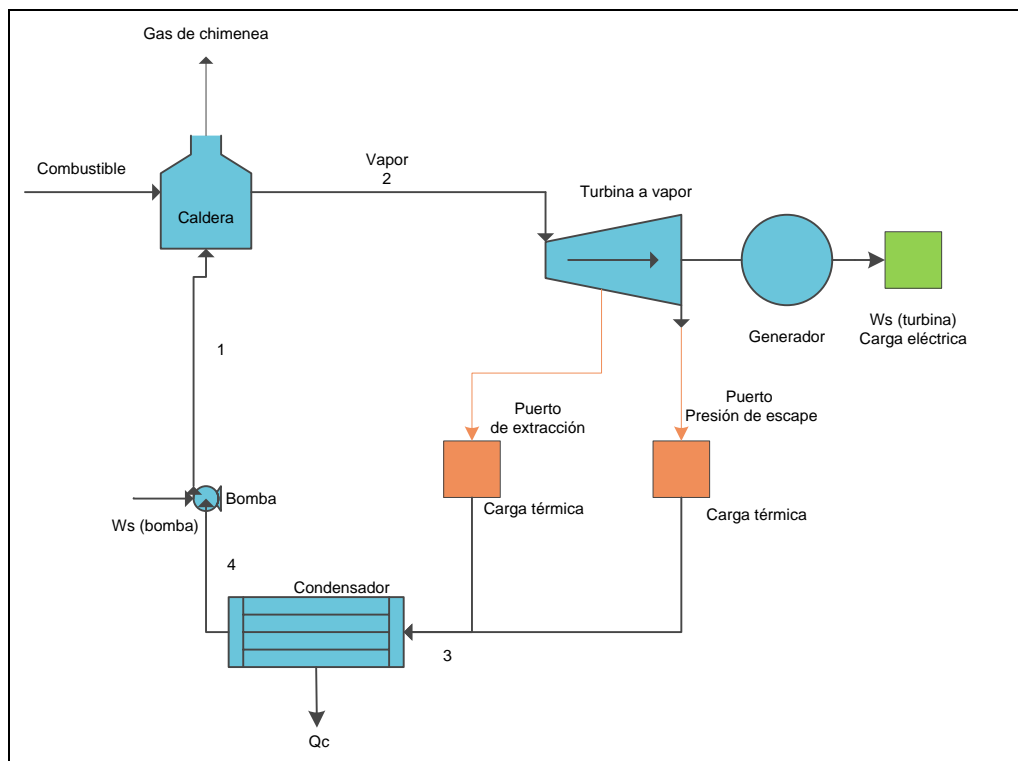 Gas de chimenea
Combustible
Vapor
2
Turbina a vapor
Caldera
Generador
Ws (turbina)
Carga eléctrica
1
Puerto
de extracción
Puerto
Presión de escape
Bomba
Ws (bomba)
Carga térmica
Carga térmica
4
Condensador
3
Qc